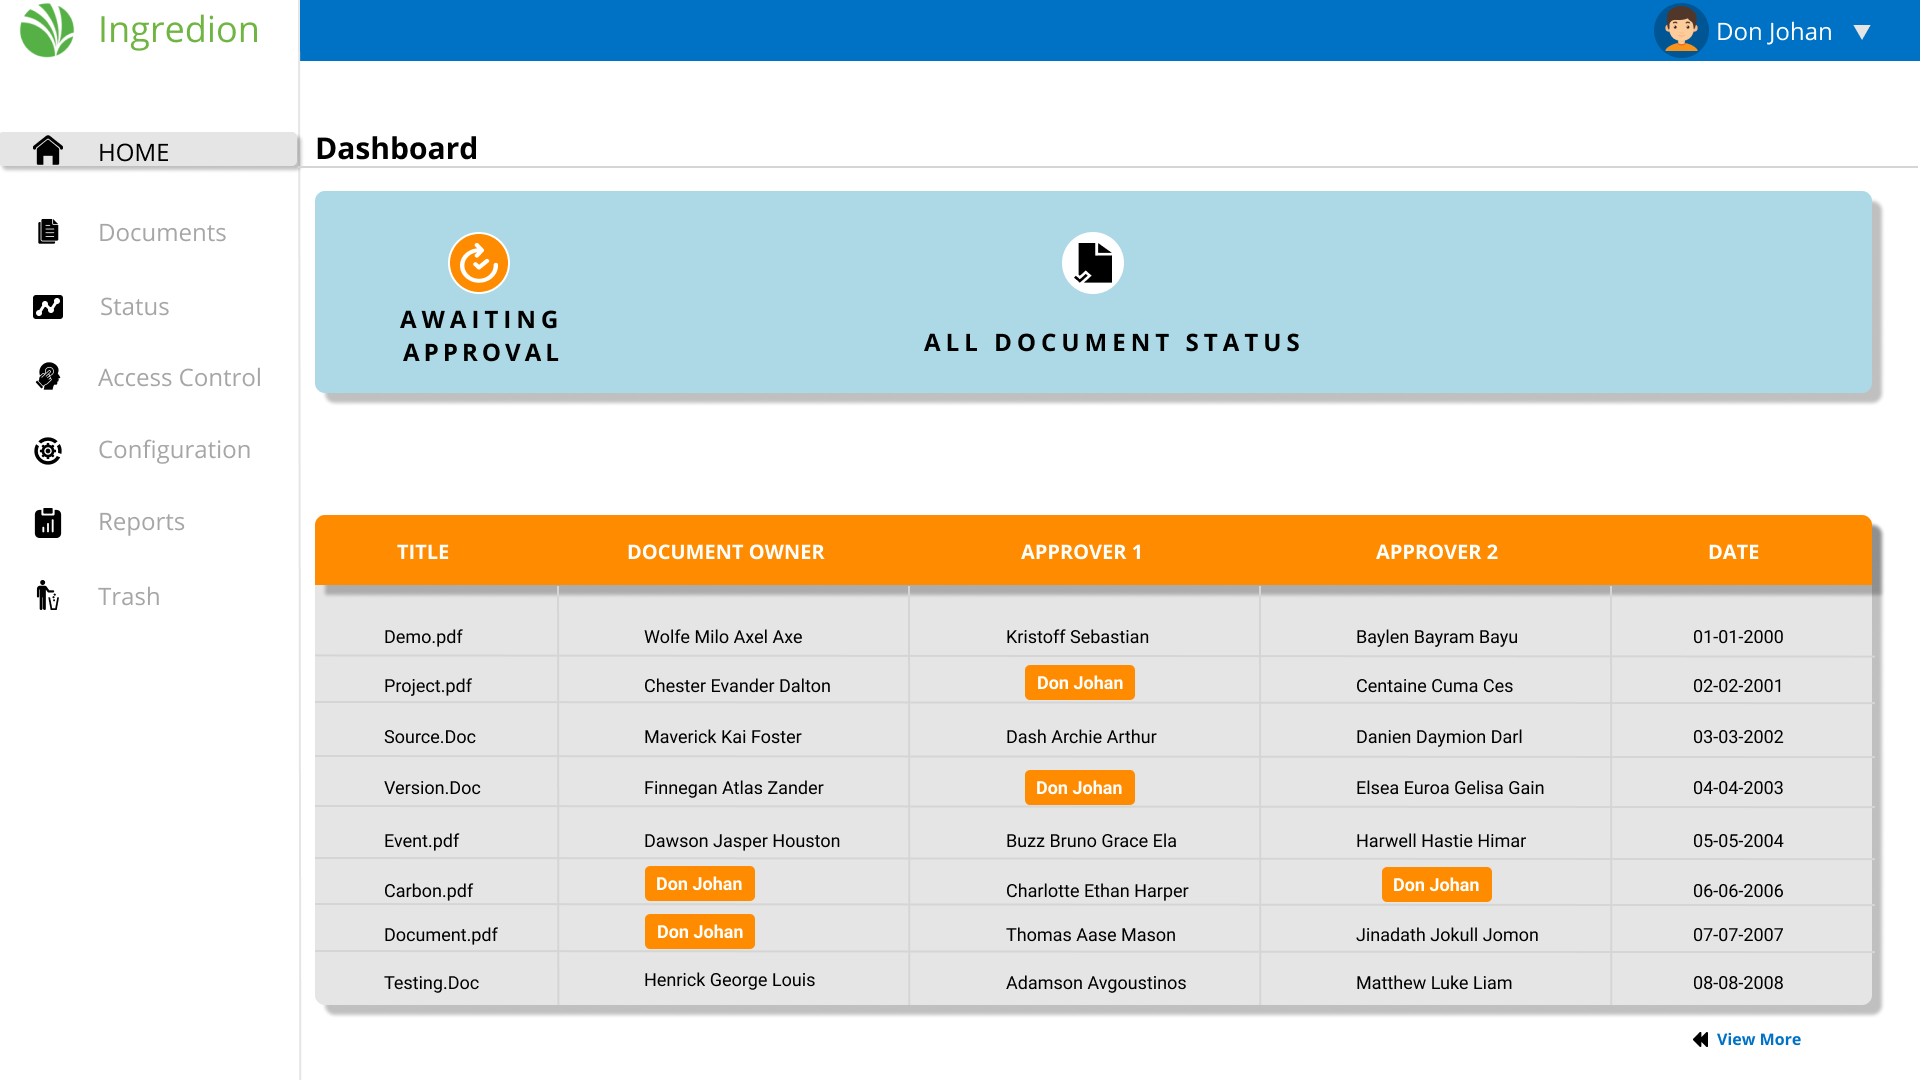 Ingredion
Don Johan
HOME
Dashboard
Documents
Status
Access Control
Configuration
Reports
Trash
AWAITING
APPROVAL
ALL DOCUMENT STATUS
TITLE DOCUMENT OWNER APPROVER 1 APPROVER 2 DATE
Demo.pdf Wolfe Milo Axel Axe Kristoff Sebastian Baylen Bayram Bayu 01-01-2000
Project.pdf Chester Evander Dalton Don Johan Centaine Cuma Ces 02-02-2001
Source.Doc Maverick Kai Foster Dash Archie Arthur Danien Daymion Darl 03-03-2002
Version.Doc Finnegan Atlas Zander Don Johan Elsea Euroa Gelisa Gain 04-04-2003
Event.pdf Dawson Jasper Houston Buzz Bruno Grace Ela Harwell Hastie Himar 05-05-2004
Carbon.pdf Don Johan Charlotte Ethan Harper Don Johan 06-06-2006
Document.pdf Don Johan Thomas Aase Mason Jinadath Jokull Jomon 07-07-2007
Testing.Doc Henrick George Louis Adamson Avgoustinos Matthew Luke Liam 08-08-2008
View More